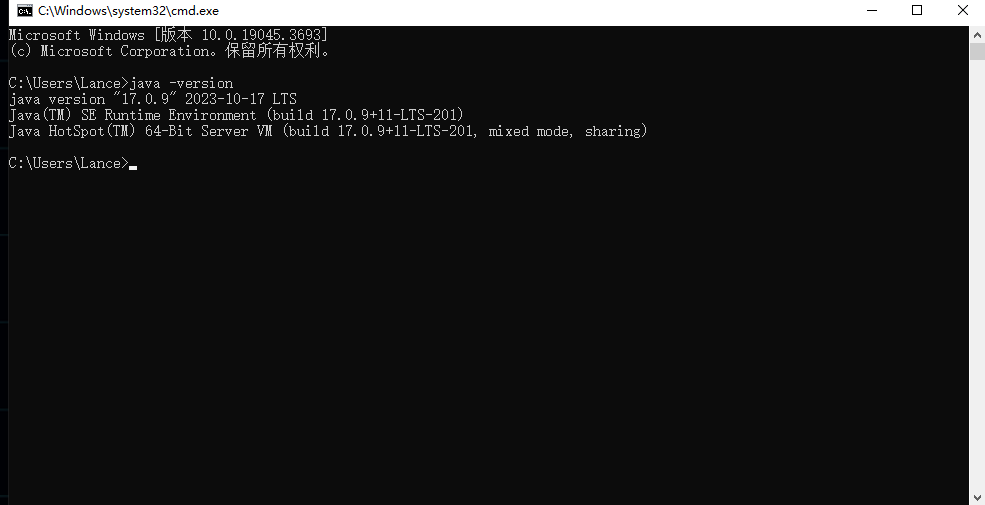 C:\Windows\system32\cmd.exe
Microsoft Windows [版本 10.0.19045.3693]
(c) Microsoft Corporation。保留所有权利。
C:\Users\Lance>java -version
java version "17.0.9" 2023-10-17 LTS
Java(TM) SE Runtime Environment (build 17.0.9+11-LTS-201)
Java HotSpot(TM) 64-Bit Server VM (build 17.0.9+11-LTS-201, mixed mode, sharing)
C:\Users\Lance>